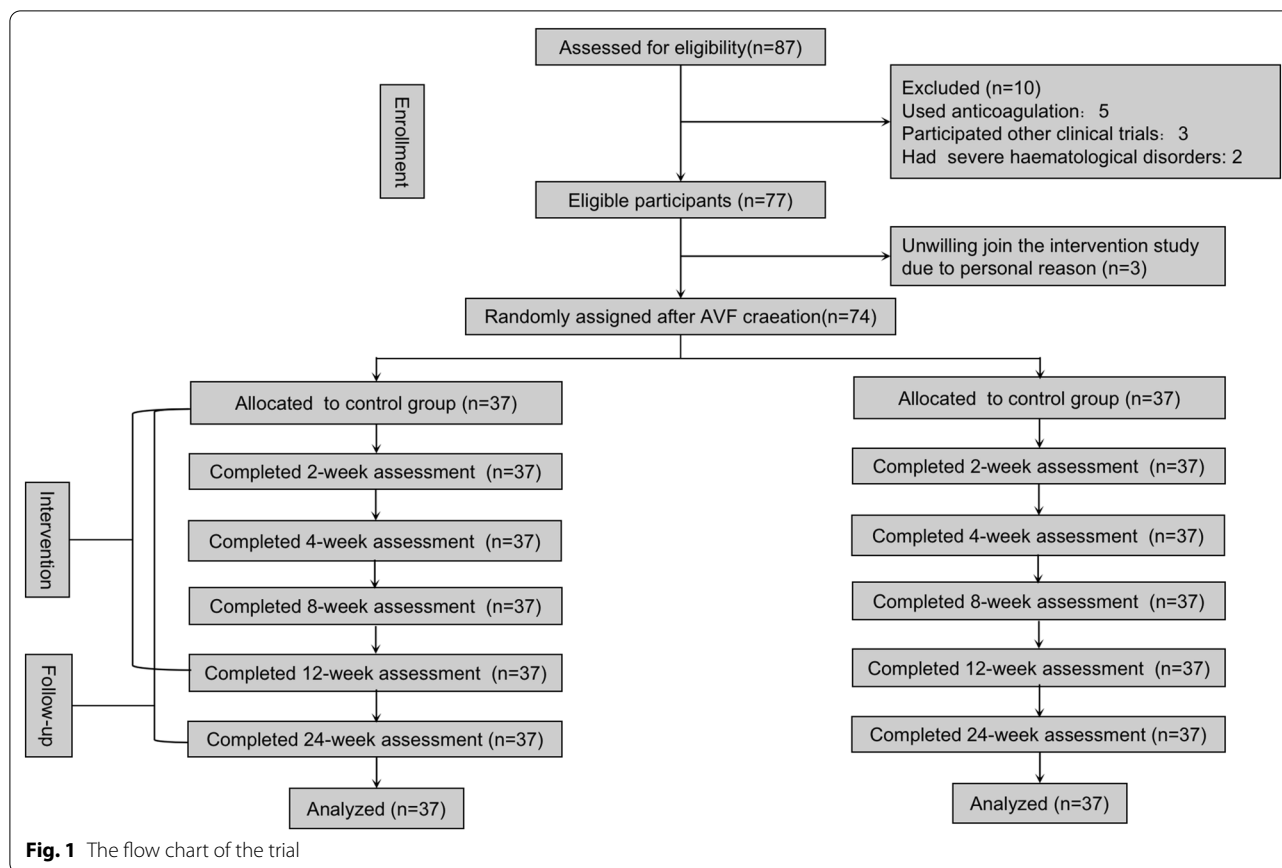 Assessed for eligibility(n=87)
Enrollment
Excluded (n=10)
Used anticoagulation: 5
Participated other clinical trials: 3
Had severe haematological disorders: 2
Eligible participants (n=77)
Unwilling join the intervention study
due to personal reason (n=3)
Randomly assigned after AVF craeation(n=74)
Allocated to control group (n=37)
Allocated to control group (n=37)
Completed 2-week assessment (n=37)
Completed 2-week assessment (n=37)
Intervention
Completed 4-week assessment (n=37)
Completed 4-week assessment (n=37)
Completed 8-week assessment (n=37)
Completed 8-week assessment (n=37)
Follow-up
Completed 12-week assessment (n=37)
Completed 12-week assessment (n=37)
Completed 24-week assessment (n=37)
Completed 24-week assessment (n=37)
Analyzed (n=37)
Analyzed (n=37)
Fig. 1 The flow chart of the trial